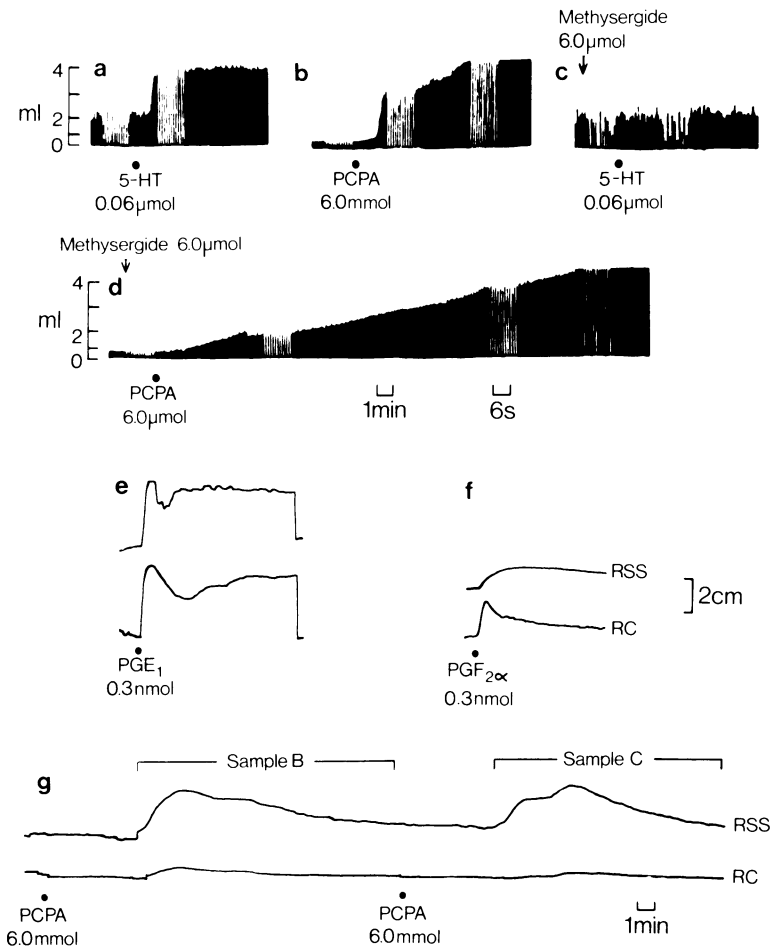 Methysergide
6.0µmol
a
b
c
4
ml
2
0
5-HT
0.06µmol
PCPA
6.0mmol
5-HT
0.06µmol
Methysergide 6.0µmol
d
4
ml
2
0
PCPA
6.0µmol
1min
6s
e
f
RSS
RC
2cm
PGE1
0.3nmol
PGF2α
0.3nmol
Sample B
Sample C
g
RSS
RC
PCPA
6.0mmol
PCPA
6.0mmol
1min